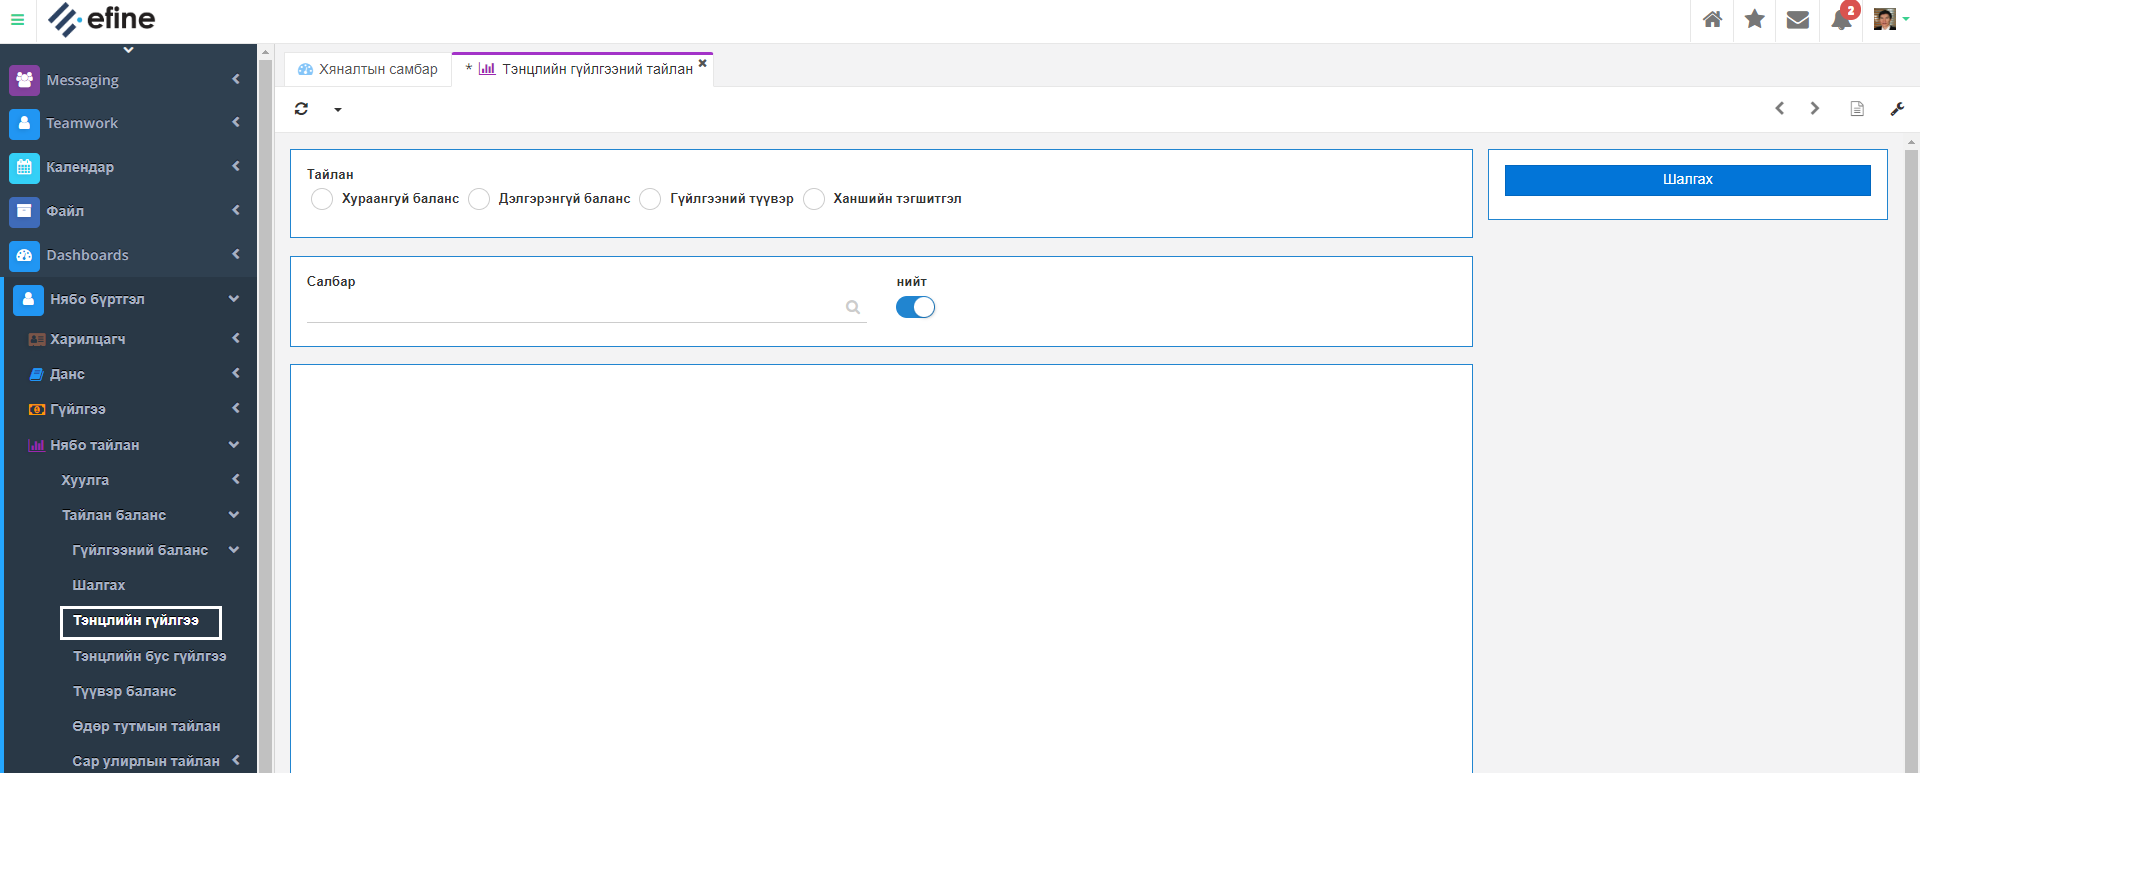 efine
2
Messaging
Teamwork
Календар
Файл
Dashboards
Нябо бүртгэл
Харилцагч
Данс
Гүйлгээ
Нябо тайлан
Хуулга
Тайлан баланс
Гүйлгээний баланс
Шалгах
Тэнцлийн гүйлгээ
Тэнцлийн бус гүйлгээ
Түүвэр баланс
Өдөр тутмын тайлан
Сар улирлын тайлан
Хяналтын самбар
* Тэнцлийн гүйлгээний тайлан
Тайлан
Хураангуй баланс Дэлгэрэнгүй баланс Гүйлгээний түүвэр Ханшийн тэгшитгэл
Шалгах
Салбар нийт